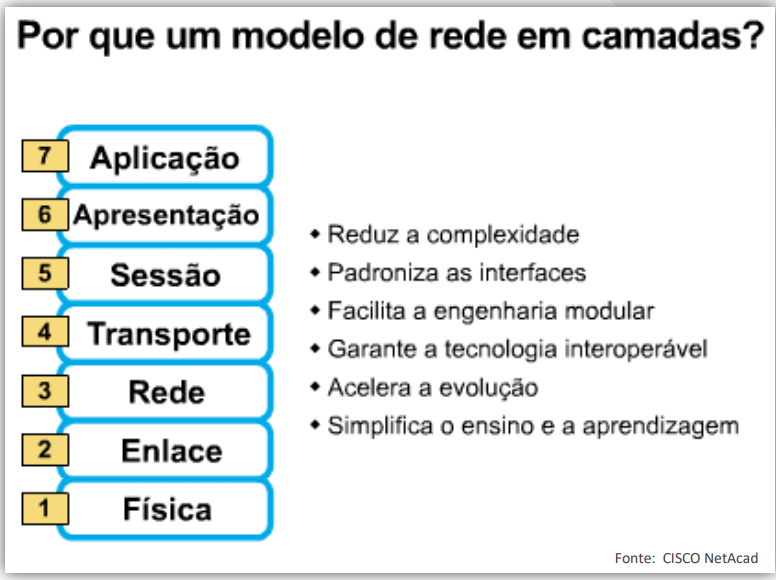 Por que um modelo de rede em camadas?
7 Aplicação
6 Apresentação
5 Sessão
4 Transporte
3 Rede
2 Enlace
1 Física
◆ Reduz a complexidade
◆ Padroniza as interfaces
◆ Facilita a engenharia modular
◆ Garante a tecnologia interoperável
◆ Acelera a evolução
◆ Simplifica o ensino e a aprendizagem
Fonte: CISCO NetAcad